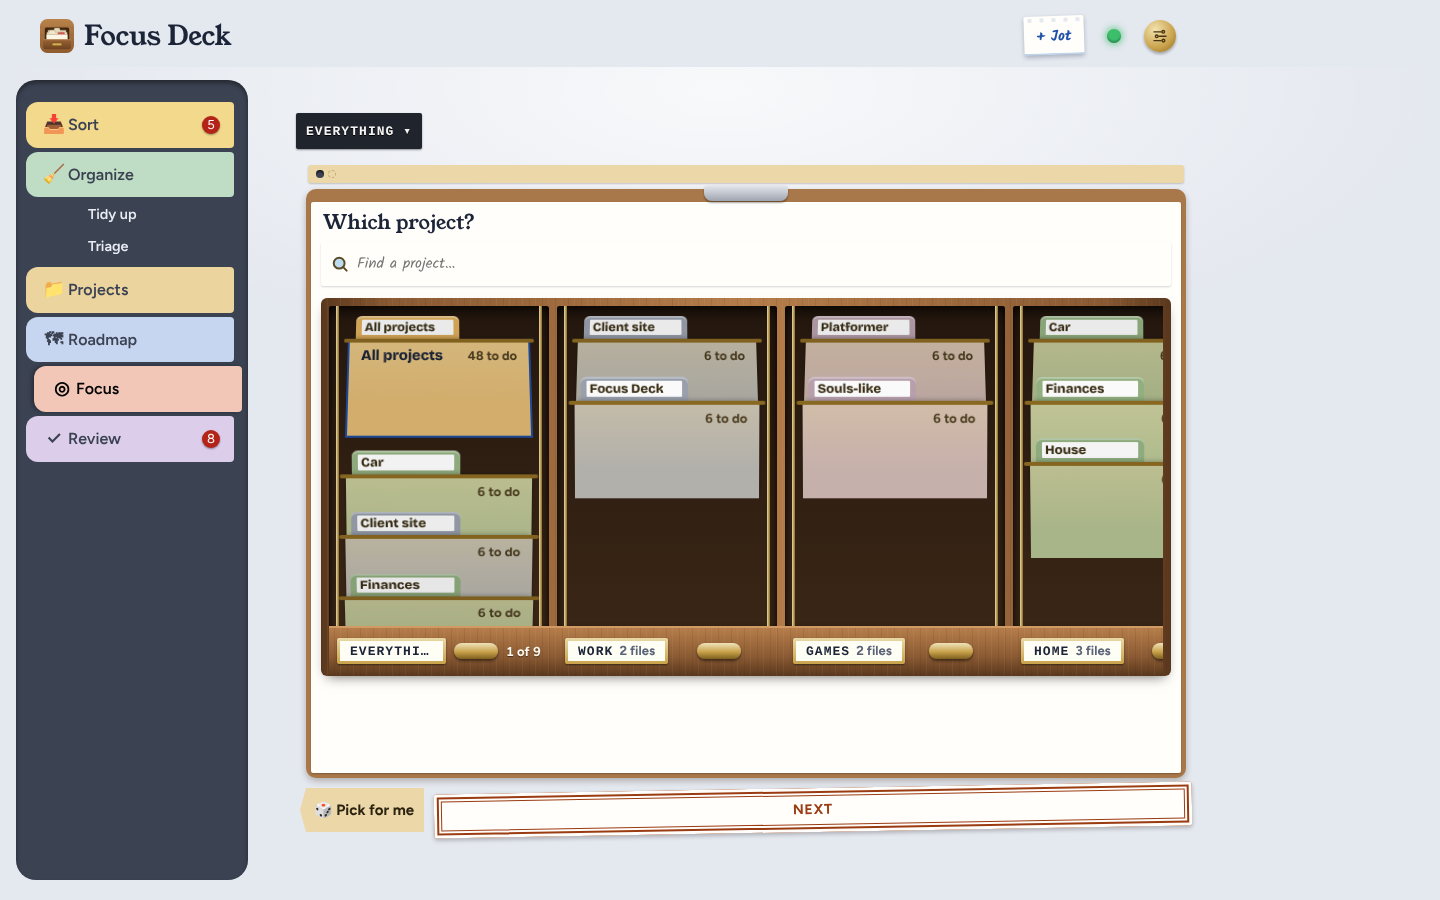 Focus Deck
+ Jot
Sort 5
Organize
Tidy up
Triage
Projects
Roadmap
Focus
Review 8
EVERYTHING ▾
Which project?
Find a project...
All projects
All projects 48 to do
Car
6 to do
Client site
6 to do
Finances
6 to do
EVERYTHI... 1 of 9
Client site
6 to do
Focus Deck
6 to do
WORK 2 files
Platformer
6 to do
Souls-like
6 to do
GAMES 2 files
Car
Finances
House
HOME 3 files
Pick for me
NEXT